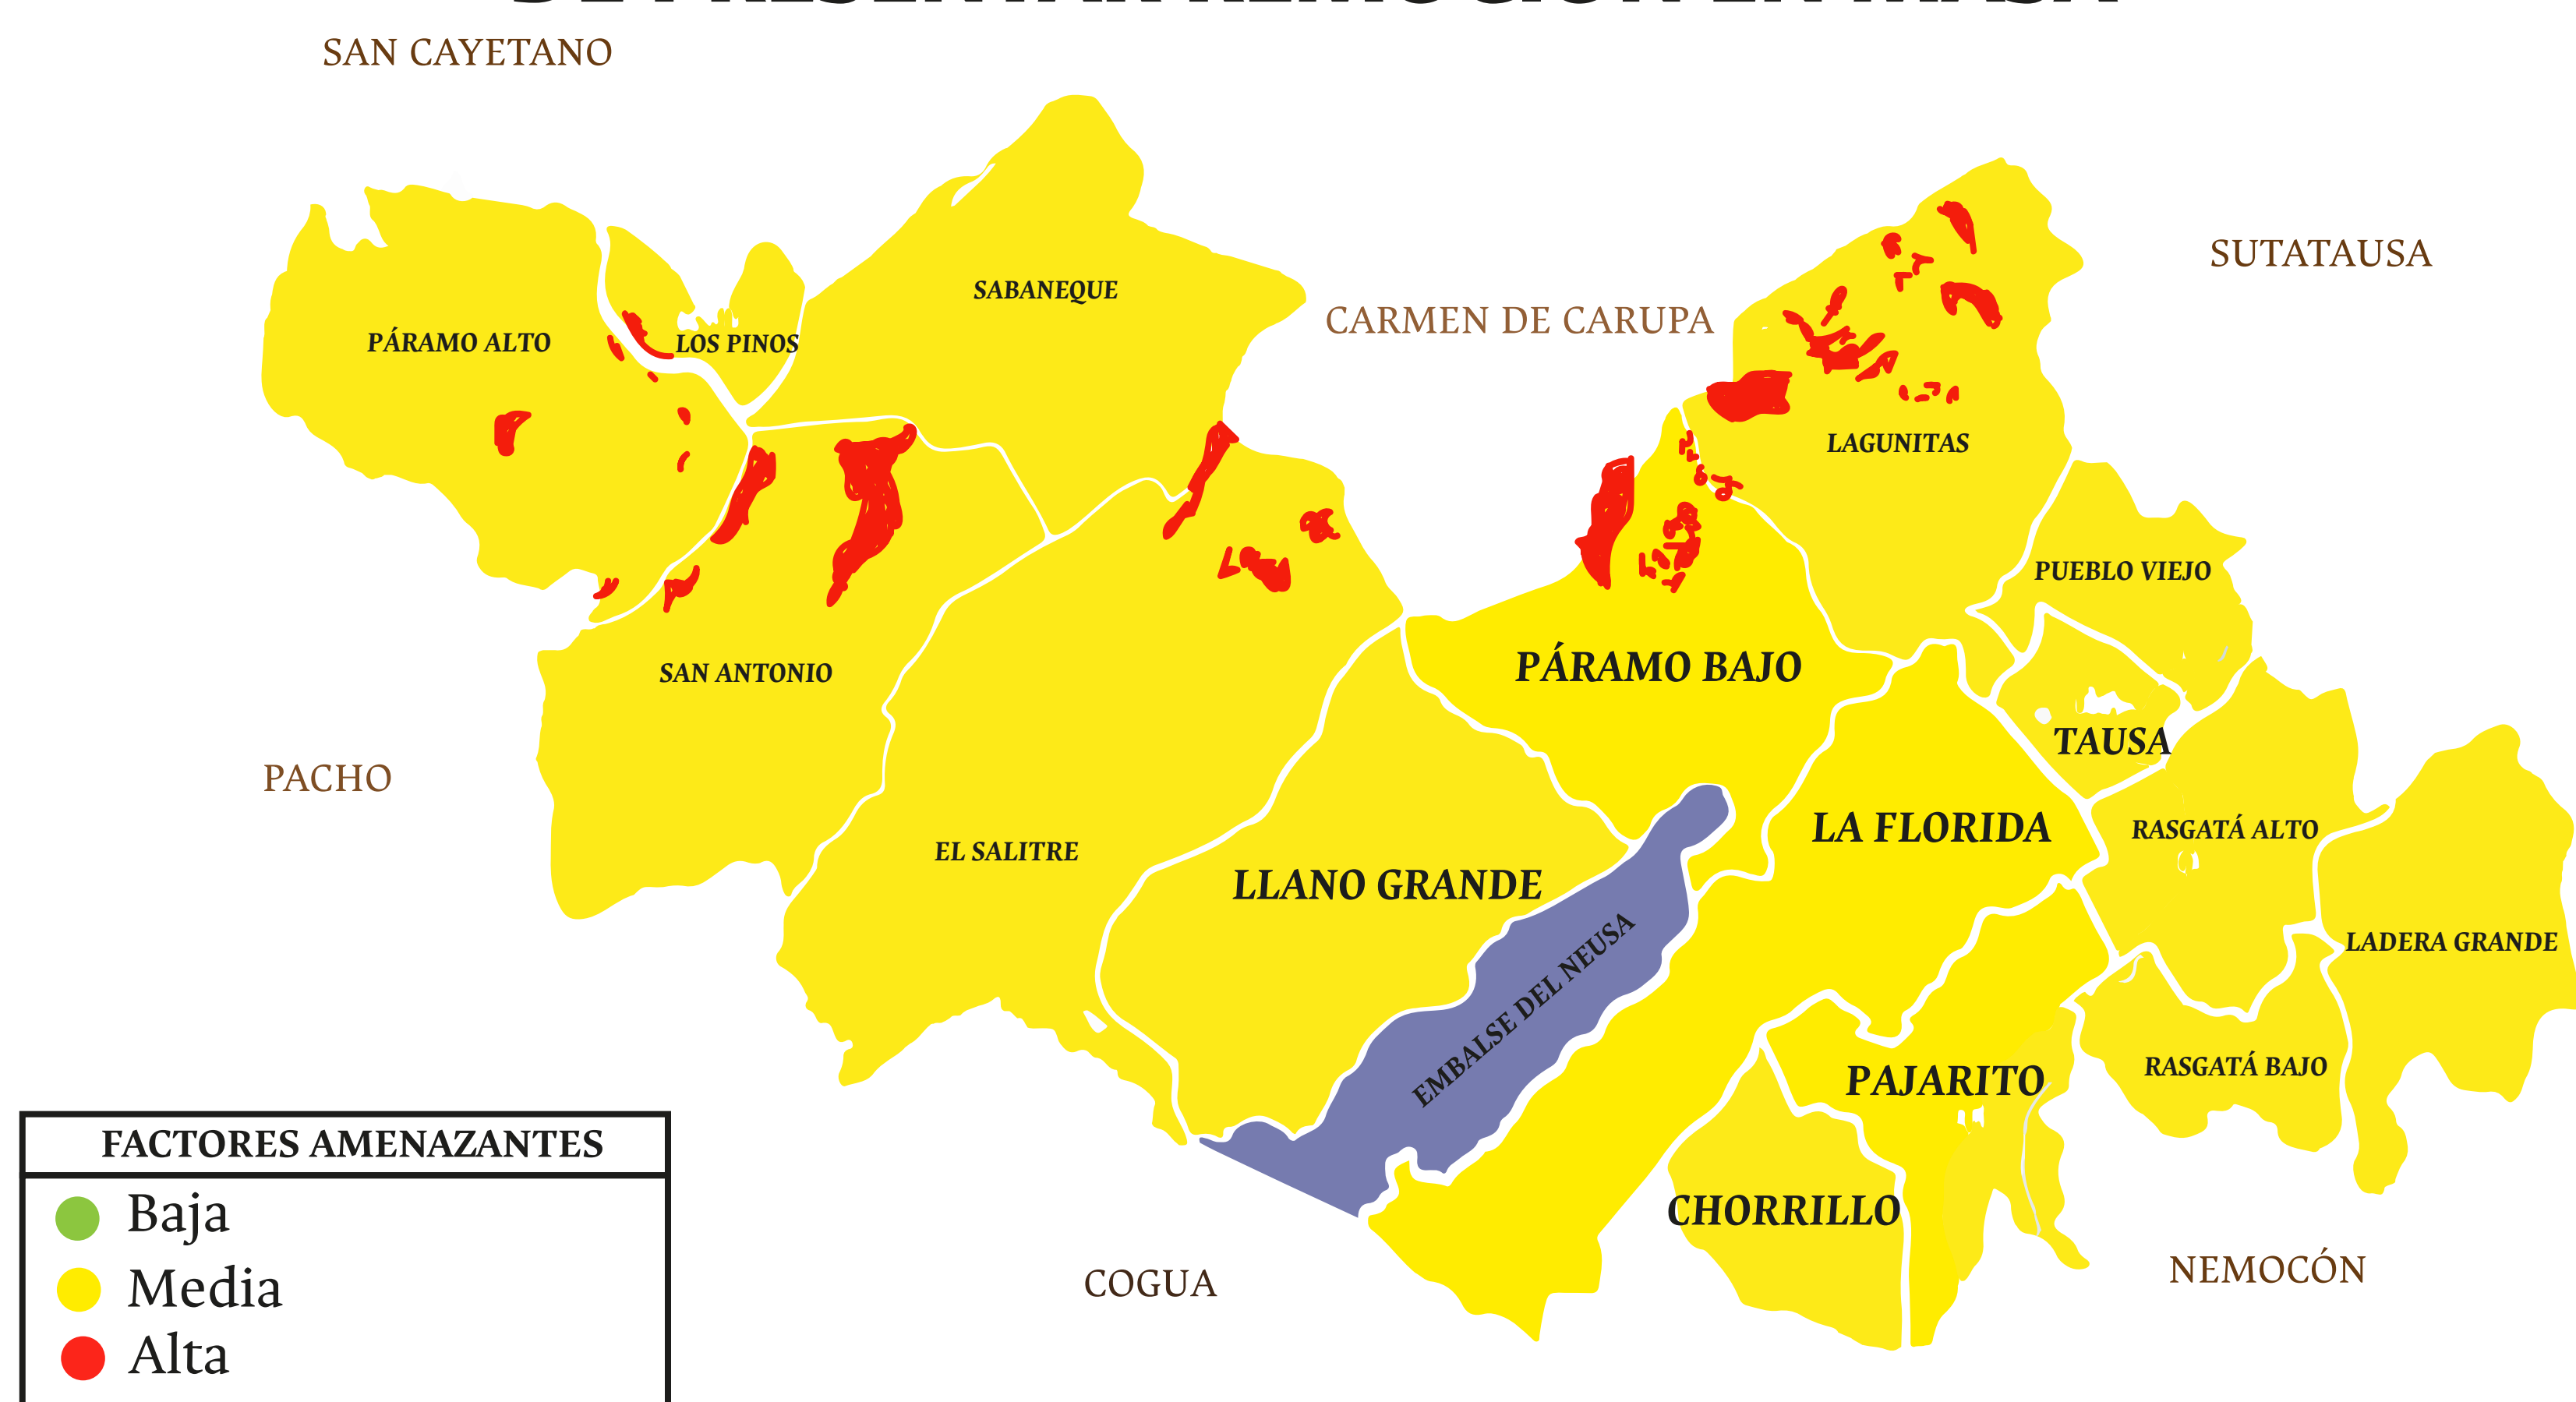 SAN CAYETANO
SUTATAUSA
SABANEQUE
CARMEN DE CARUPA
PÁRAMO ALTO
LOS PINOS
LAGUNITAS
PUEBLO VIEJO
PÁRAMO BAJO
SAN ANTONIO
TAUSA
PACHO
LA FLORIDA
RASGATÁ ALTO
EL SALITRE
LLANO GRANDE
LADERA GRANDE
EMBALSE DEL NEUSA
RASGATÁ BAJO
PAJARITO
CHORRILLO
NEMOCÓN
COGUA
FACTORES AMENAZANTES
Baja
Media
Alta